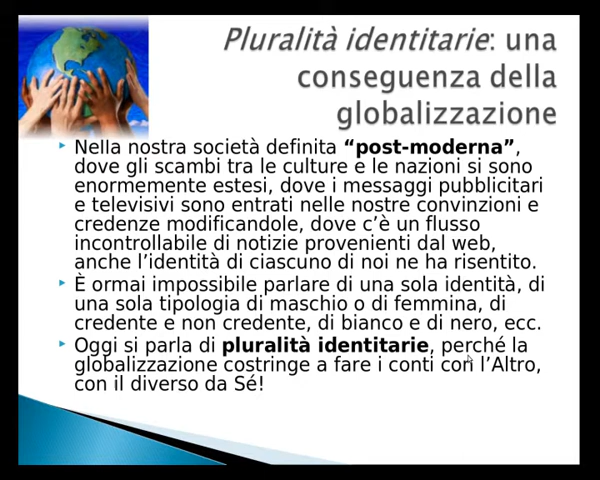 Pluralità identitarie: una
conseguenza della
globalizzazione
Nella nostra società definita “post-moderna”,
dove gli scambi tra le culture e le nazioni si sono
enormemente estesi, dove i messaggi pubblicitari
e televisivi sono entrati nelle nostre convinzioni e
credenze modificandole, dove c’è un flusso
incontrollabile di notizie provenienti dal web,
anche l’identità di ciascuno di noi ne ha risentito.
È ormai impossibile parlare di una sola identità, di
una sola tipologia di maschio o di femmina, di
credente e non credente, di bianco e di nero, ecc.
Oggi si parla di pluralità identitarie, perché la
globalizzazione costringe a fare i conti con l’Altro,
con il diverso da Sé!